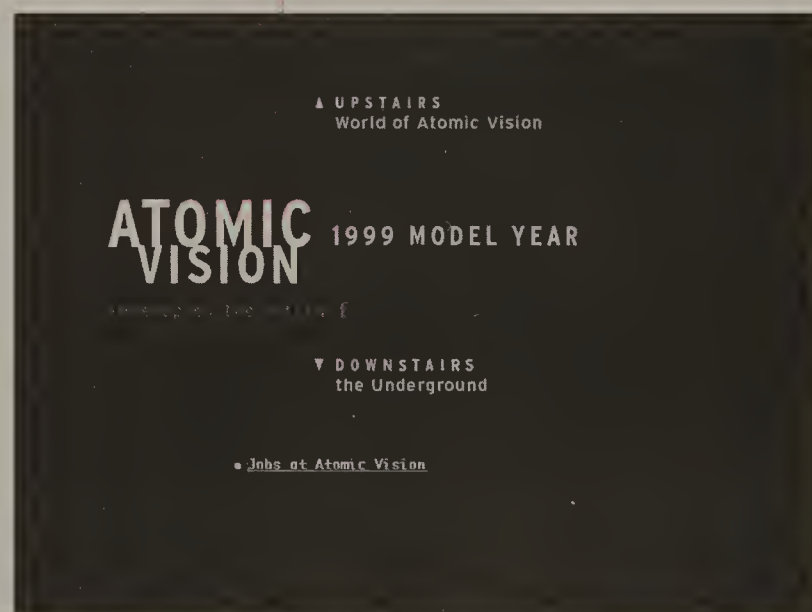 ▲ UPSTAIRS
World of Atomic Vision
ATOMIC
VISION
1999 MODEL YEAR
▼ DOWNSTAIRS
the Underground
• Jobs at Atomic Vision